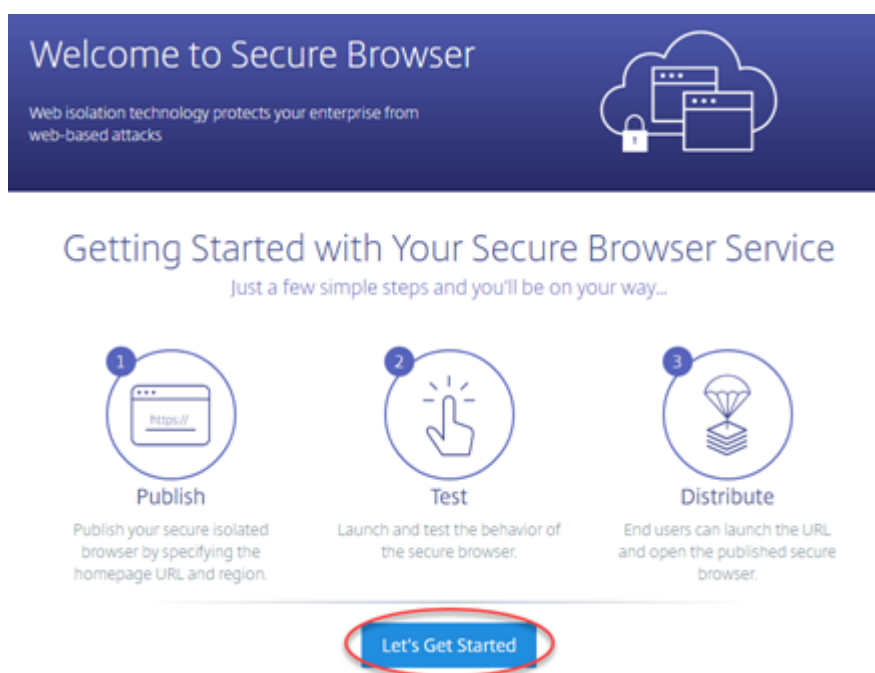 Welcome to Secure Browser
Web isolation technology protects your enterprise from
web-based attacks
Getting Started with Your Secure Browser Service
Just a few simple steps and you'll be on your way...
1
https://
Publish
Publish your secure isolated
browser by specifying the
homepage URL and region.
2
Test
Launch and test the behavior of
the secure browser.
3
Distribute
End users can launch the URL
and open the published secure
browser.
Let's Get Started